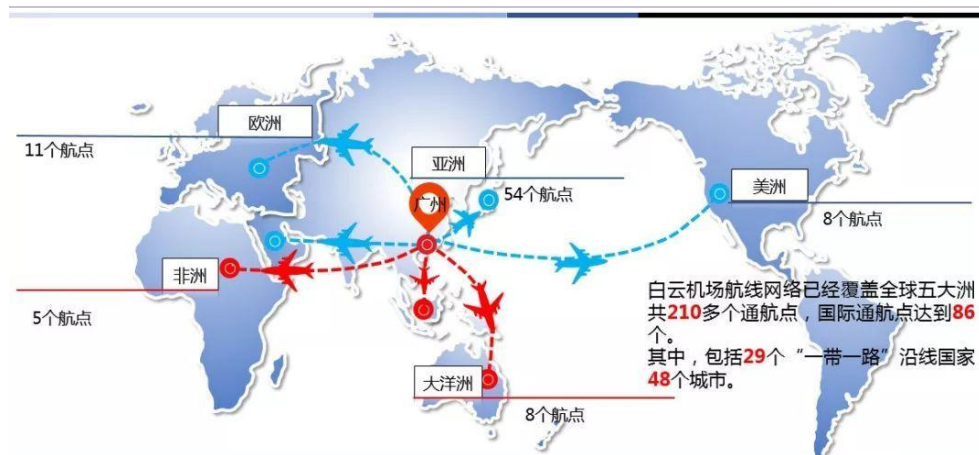 欧洲
11个航点
亚洲
54个航点
广州
美洲
8个航点
非洲
5个航点
白云机场航线网络已经覆盖全球五大洲
共210多个通航点，国际通航点达到86
个。
其中，包括29个“一带一路”沿线国家
48个城市。
大洋洲
8个航点